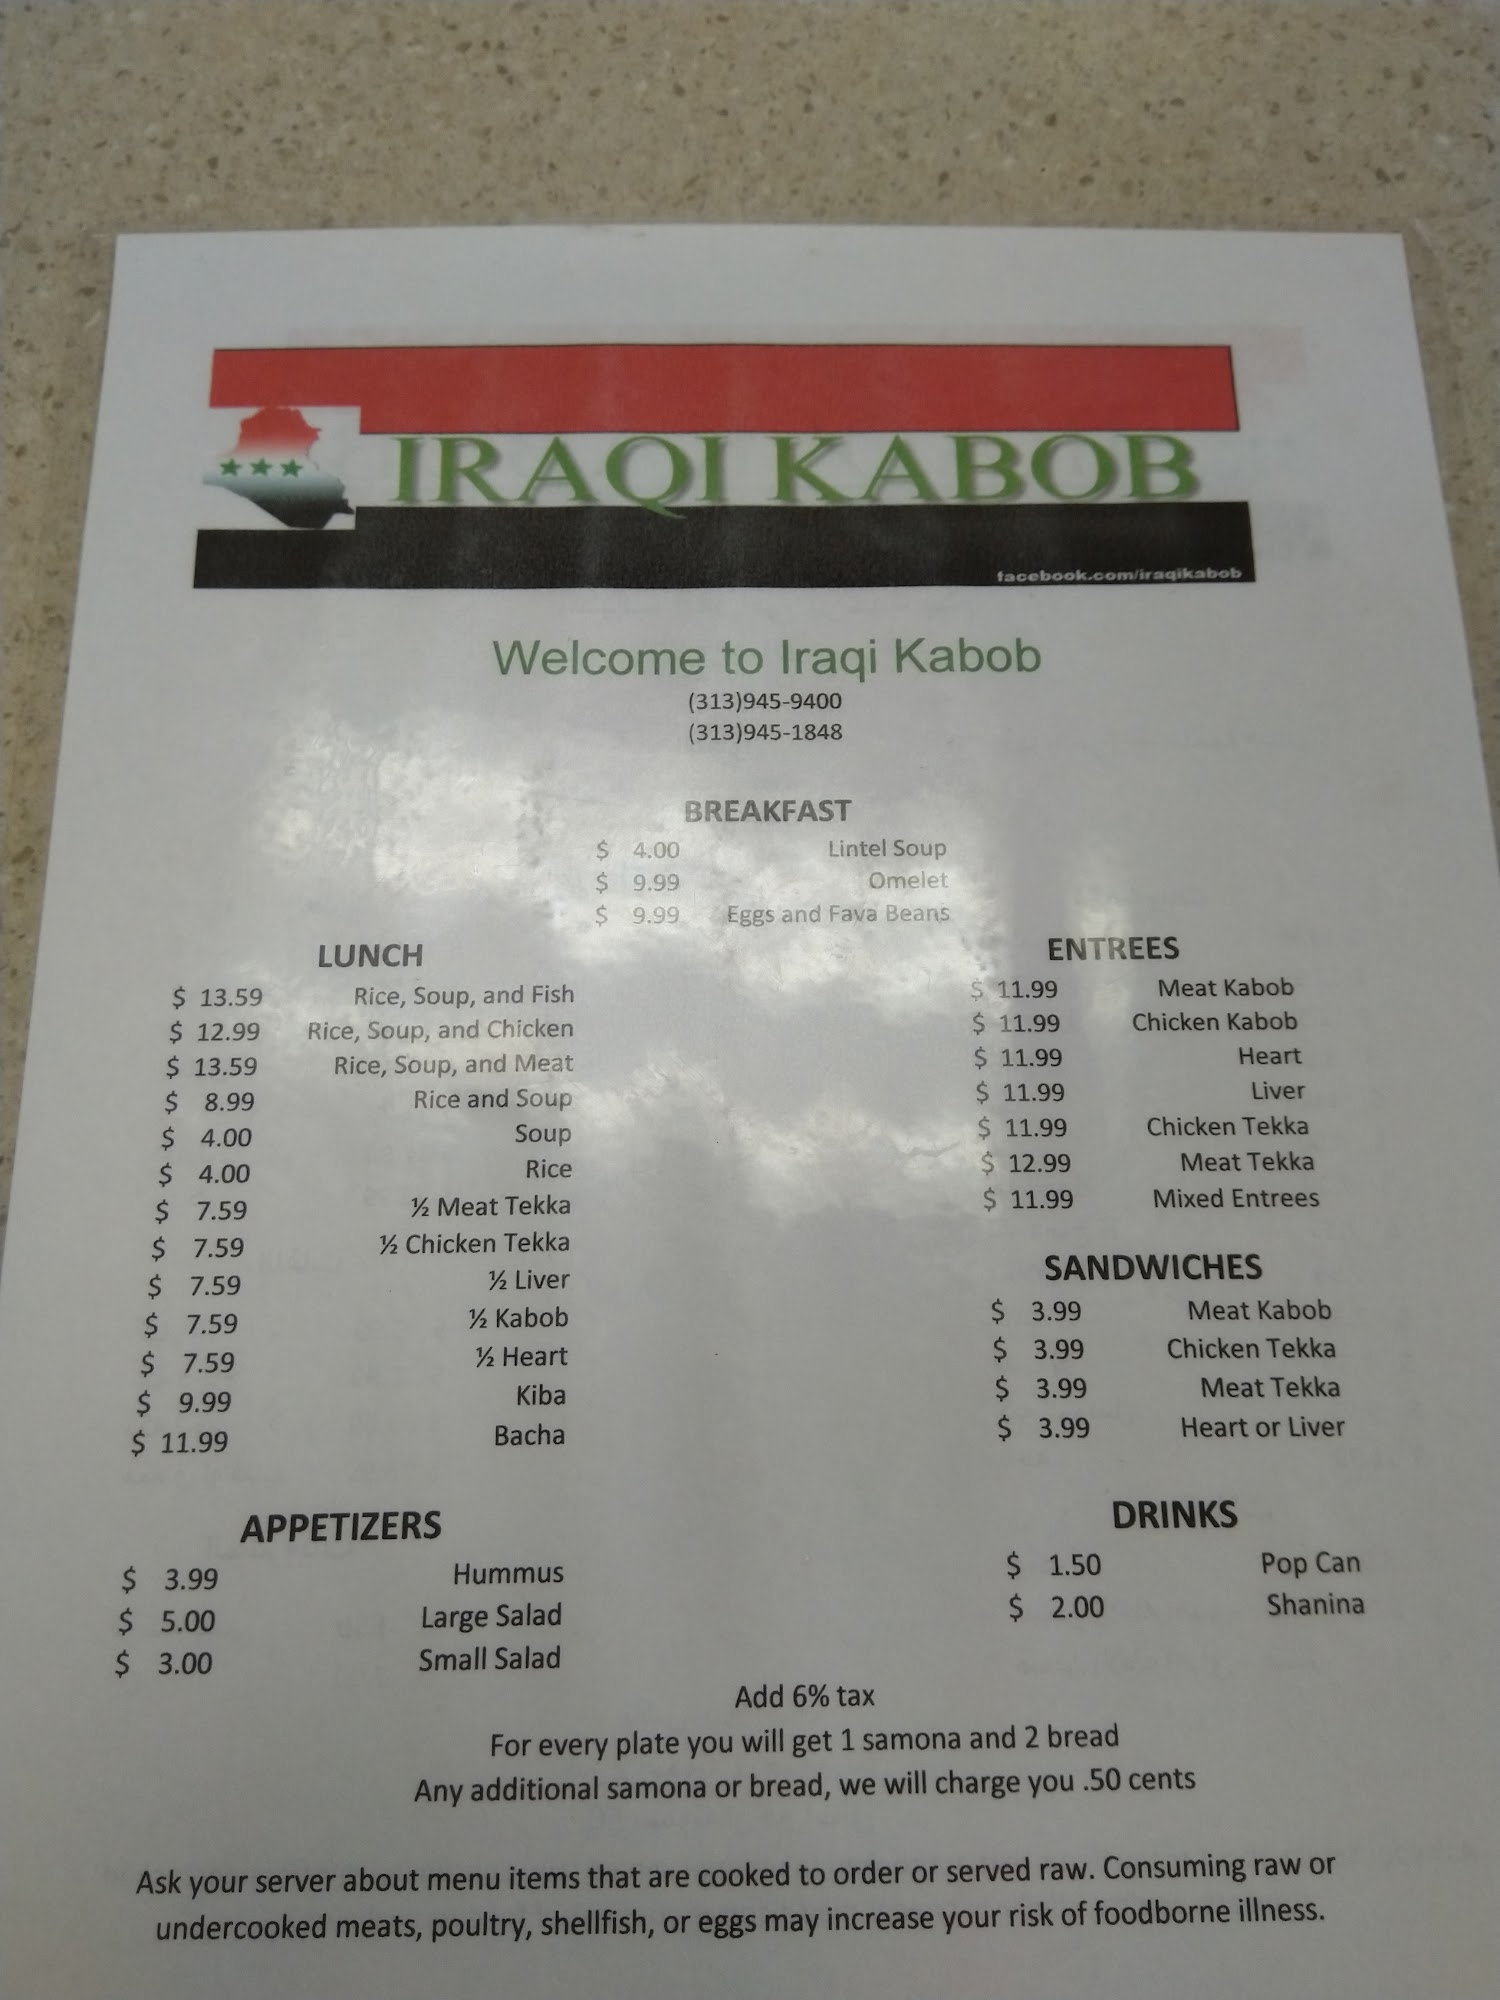 IRAQI KABOB
facebook.com/iraqikabob
Welcome to Iraqi Kabob
(313)945-9400
(313)945-1848
BREAKFAST
$ 4.00 Lintel Soup
$ 9.99 Omelet
$ 9.99 Eggs and Fava Beans
LUNCH
$ 13.59 Rice, Soup, and Fish
$ 12.99 Rice, Soup, and Chicken
$ 13.59 Rice, Soup, and Meat
$ 8.99 Rice and Soup
$ 4.00 Soup
$ 4.00 Rice
$ 7.59 ½ Meat Tekka
$ 7.59 ½ Chicken Tekka
$ 7.59 ½ Liver
$ 7.59 ½ Kabob
$ 7.59 ½ Heart
$ 9.99 Kiba
$ 11.99 Bacha
APPETIZERS
$ 3.99 Hummus
$ 5.00 Large Salad
$ 3.00 Small Salad
ENTREES
$ 11.99 Meat Kabob
$ 11.99 Chicken Kabob
$ 11.99 Heart
$ 11.99 Liver
$ 11.99 Chicken Tekka
$ 12.99 Meat Tekka
$ 11.99 Mixed Entrees
SANDWICHES
$ 3.99 Meat Kabob
$ 3.99 Chicken Tekka
$ 3.99 Meat Tekka
$ 3.99 Heart or Liver
DRINKS
$ 1.50 Pop Can
$ 2.00 Shanina
Add 6% tax
For every plate you will get 1 samona and 2 bread
Any additional samona or bread, we will charge you .50 cents
Ask your server about menu items that are cooked to order or served raw. Consuming raw or
undercooked meats, poultry, shellfish, or eggs may increase your risk of foodborne illness.